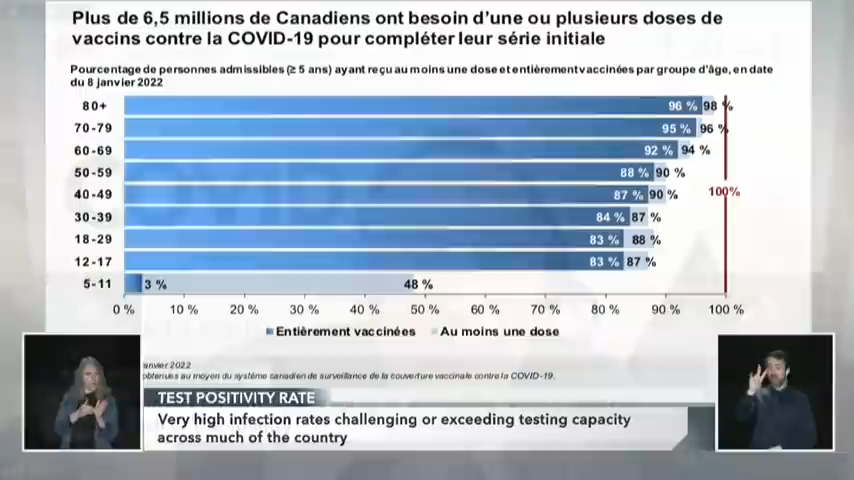 Plus de 6,5 millions de Canadiens ont besoin d'une ou plusieurs doses de
vaccins contre la COVID-19 pour compléter leur série initiale
Pourcentage de personnes admissibles (≥ 5 ans) ayant reçu au moins une dose et entièrement vaccinées par groupe d'âge, en date
du 8 janvier 2022
80+ 96 % 98 %
70-79 95 % 96 %
60-69 92 % 94 %
50-59 88 % 90 %
40-49 87 % 90 % 100%
30-39 84 % 87 %
18-29 83 % 88 %
12-17 83 % 87 %
5-11 3 % 48 %
0 % 10 % 20 % 30 % 40 % 50 % 60 % 70 % 80 % 90 % 100 %
Entièrement vaccinées Au moins une dose
janvier 2022
obtenues au moyen du système canadien de surveillance de la couverture vaccinale contre la COVID-19.
TEST POSITIVITY RATE
Very high infection rates challenging or exceeding testing capacity
across much of the country